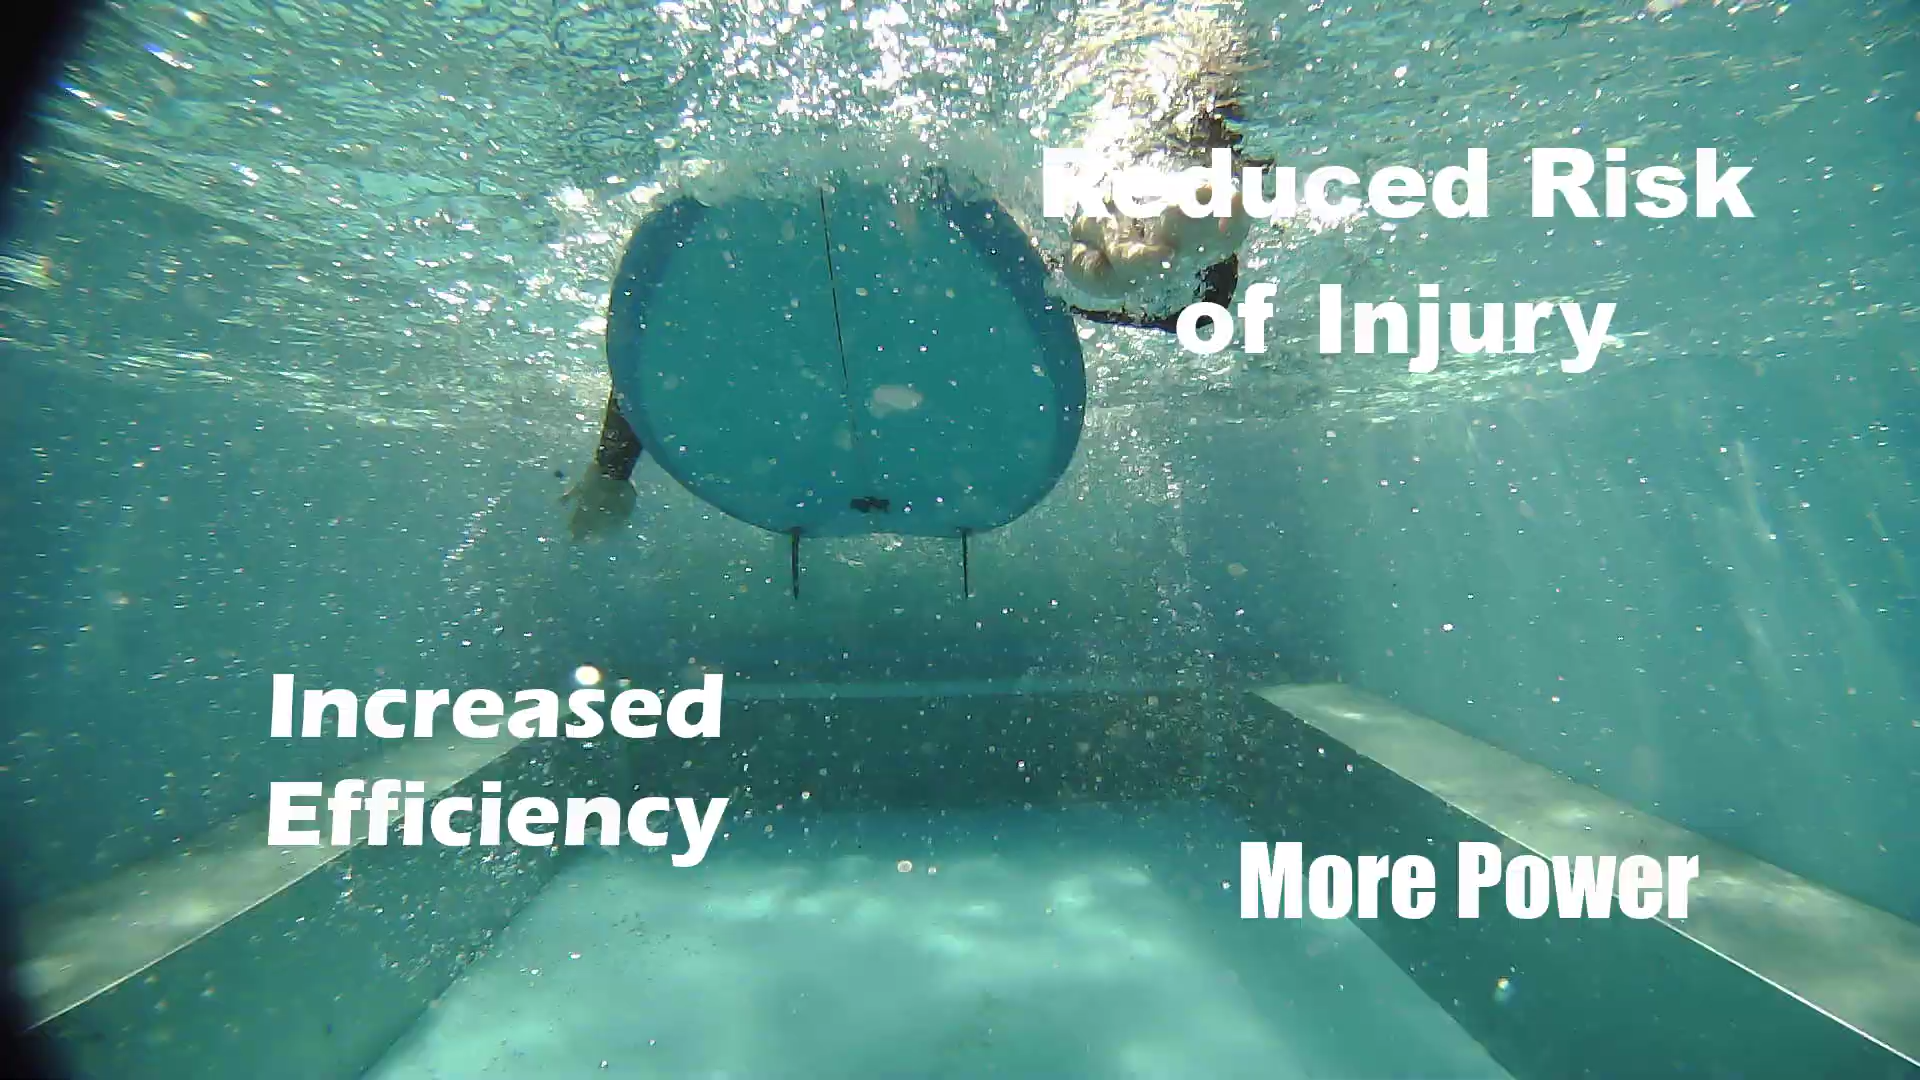 Reduced Risk
of Injury
Increased
Efficiency
More Power